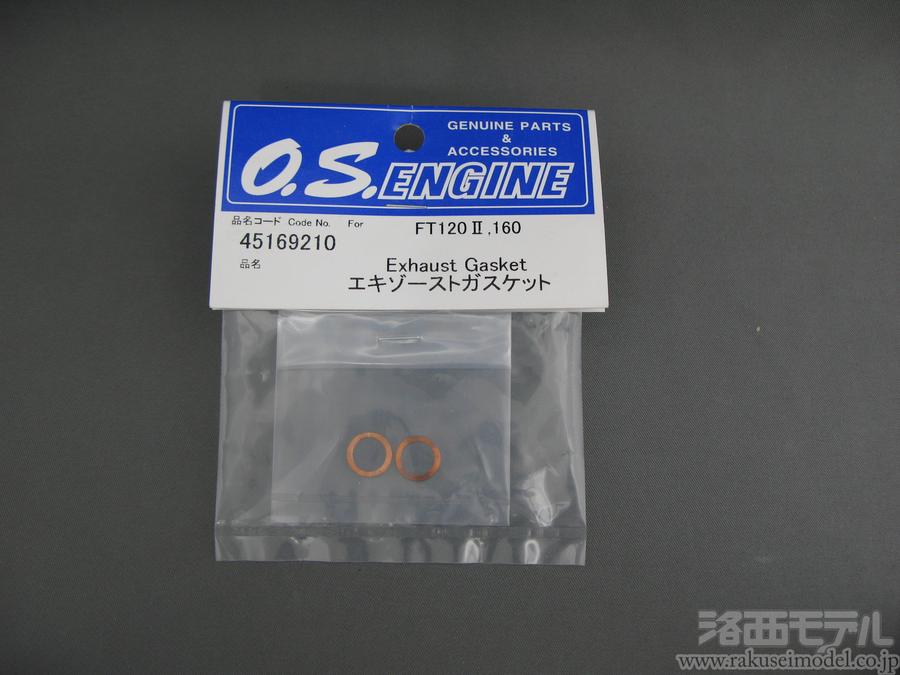 GENUINE PARTS
&
ACCESSORIES
O.S.ENGINE
品名コード Code No. For FT120Ⅱ,160
45169210
品名 Exhaust Gasket
エキゾーストガスケット
洛西モデル
www.rakuseimodel.co.jp